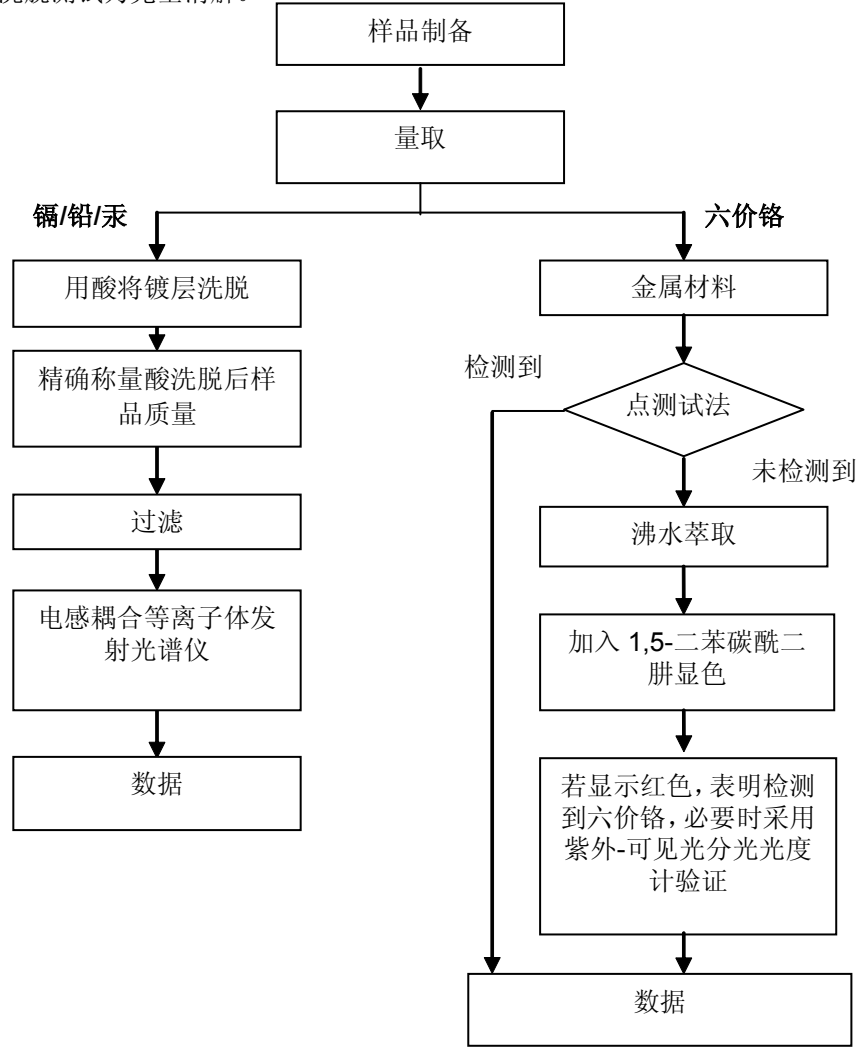 样品制备
量取
镉/铅/汞
六价铬
用酸将镀层洗脱
精确称量酸洗脱后样
品质量
过滤
电感耦合等离子体发
射光谱仪
数据
金属材料
检测到
点测试法
未检测到
沸水萃取
加入 1,5-二苯碳酰二
肼显色
若显示红色，表明检测
到六价铬，必要时采用
紫外-可见光分光光度
计验证
数据